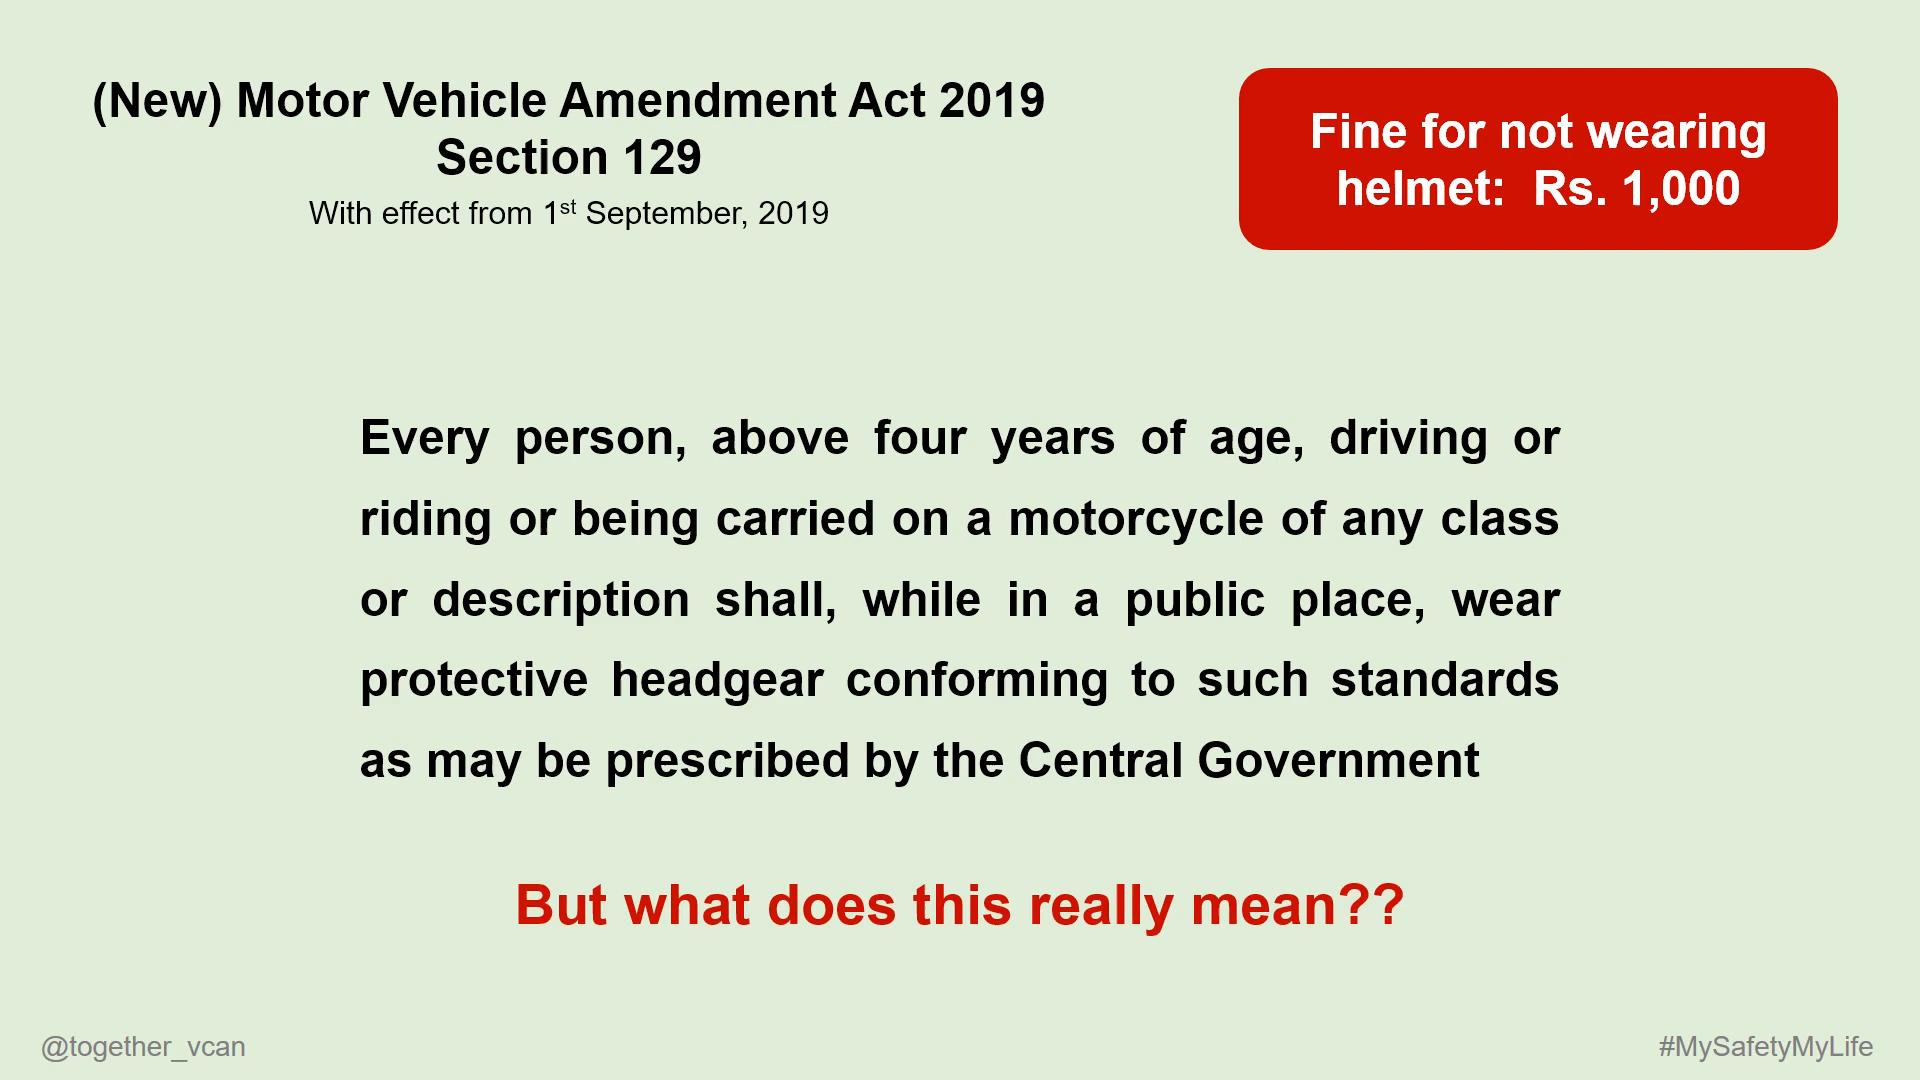 (New) Motor Vehicle Amendment Act 2019
Section 129
With effect from 1st September, 2019
Fine for not wearing
helmet:  Rs. 1,000
Every person, above four years of age, driving or
riding or being carried on a motorcycle of any class
or description shall, while in a public place, wear
protective headgear conforming to such standards
as may be prescribed by the Central Government
But what does this really mean??
@together_vcan
#MySafetyMyLife